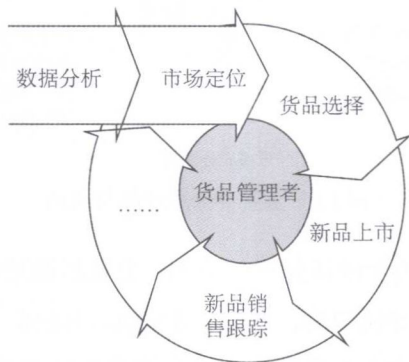 数据分析
市场定位
货品选择
货品管理者
新品上市
新品销
售跟踪
……